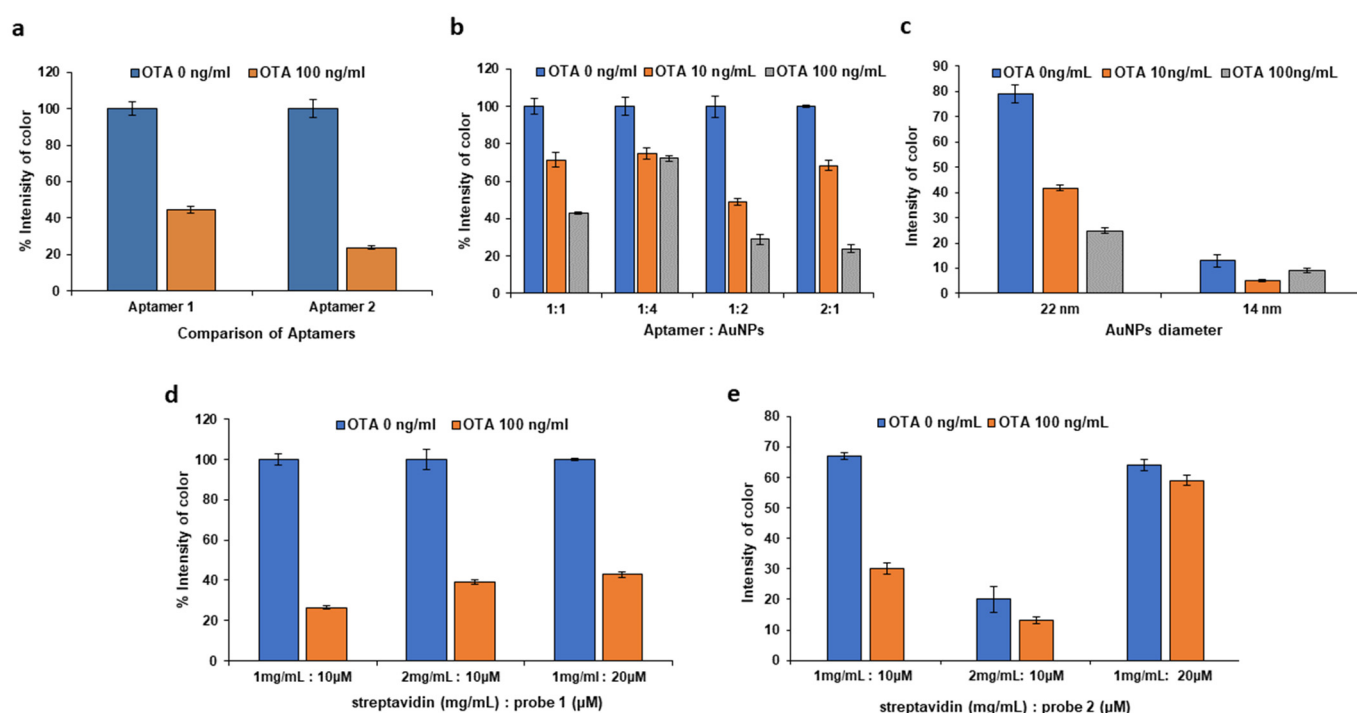 a
OTA 0 ng/ml OTA 100 ng/ml
% Intenisity of color
120
100
80
60
40
20
0
Aptamer 1 Aptamer 2
Comparison of Aptamers
b
OTA 0 ng/ml OTA 10 ng/mL OTA 100 ng/mL
% Intensity of color
120
100
80
60
40
20
0
1:1 1:4 1:2 2:1
Aptamer : AuNPs
c
OTA 0ng/mL OTA 10ng/mL OTA 100ng/mL
Intensity of color
90
80
70
60
50
40
30
20
10
0
22 nm 14 nm
AuNPs diameter
d
OTA 0 ng/ml OTA 100 ng/ml
% Intensity of color
120
100
80
60
40
20
0
1mg/mL : 10µM 2mg/mL : 10µM 1mg/ml : 20µM
streptavidin (mg/mL) : probe 1 (µM)
e
OTA 0 ng/mL OTA 100 ng/mL
Intensity of color
80
70
60
50
40
30
20
10
0
1mg/mL : 10µM 2mg/mL: 10µM 1mg/mL: 20µM
streptavidin (mg/mL) : probe 2 (µM)